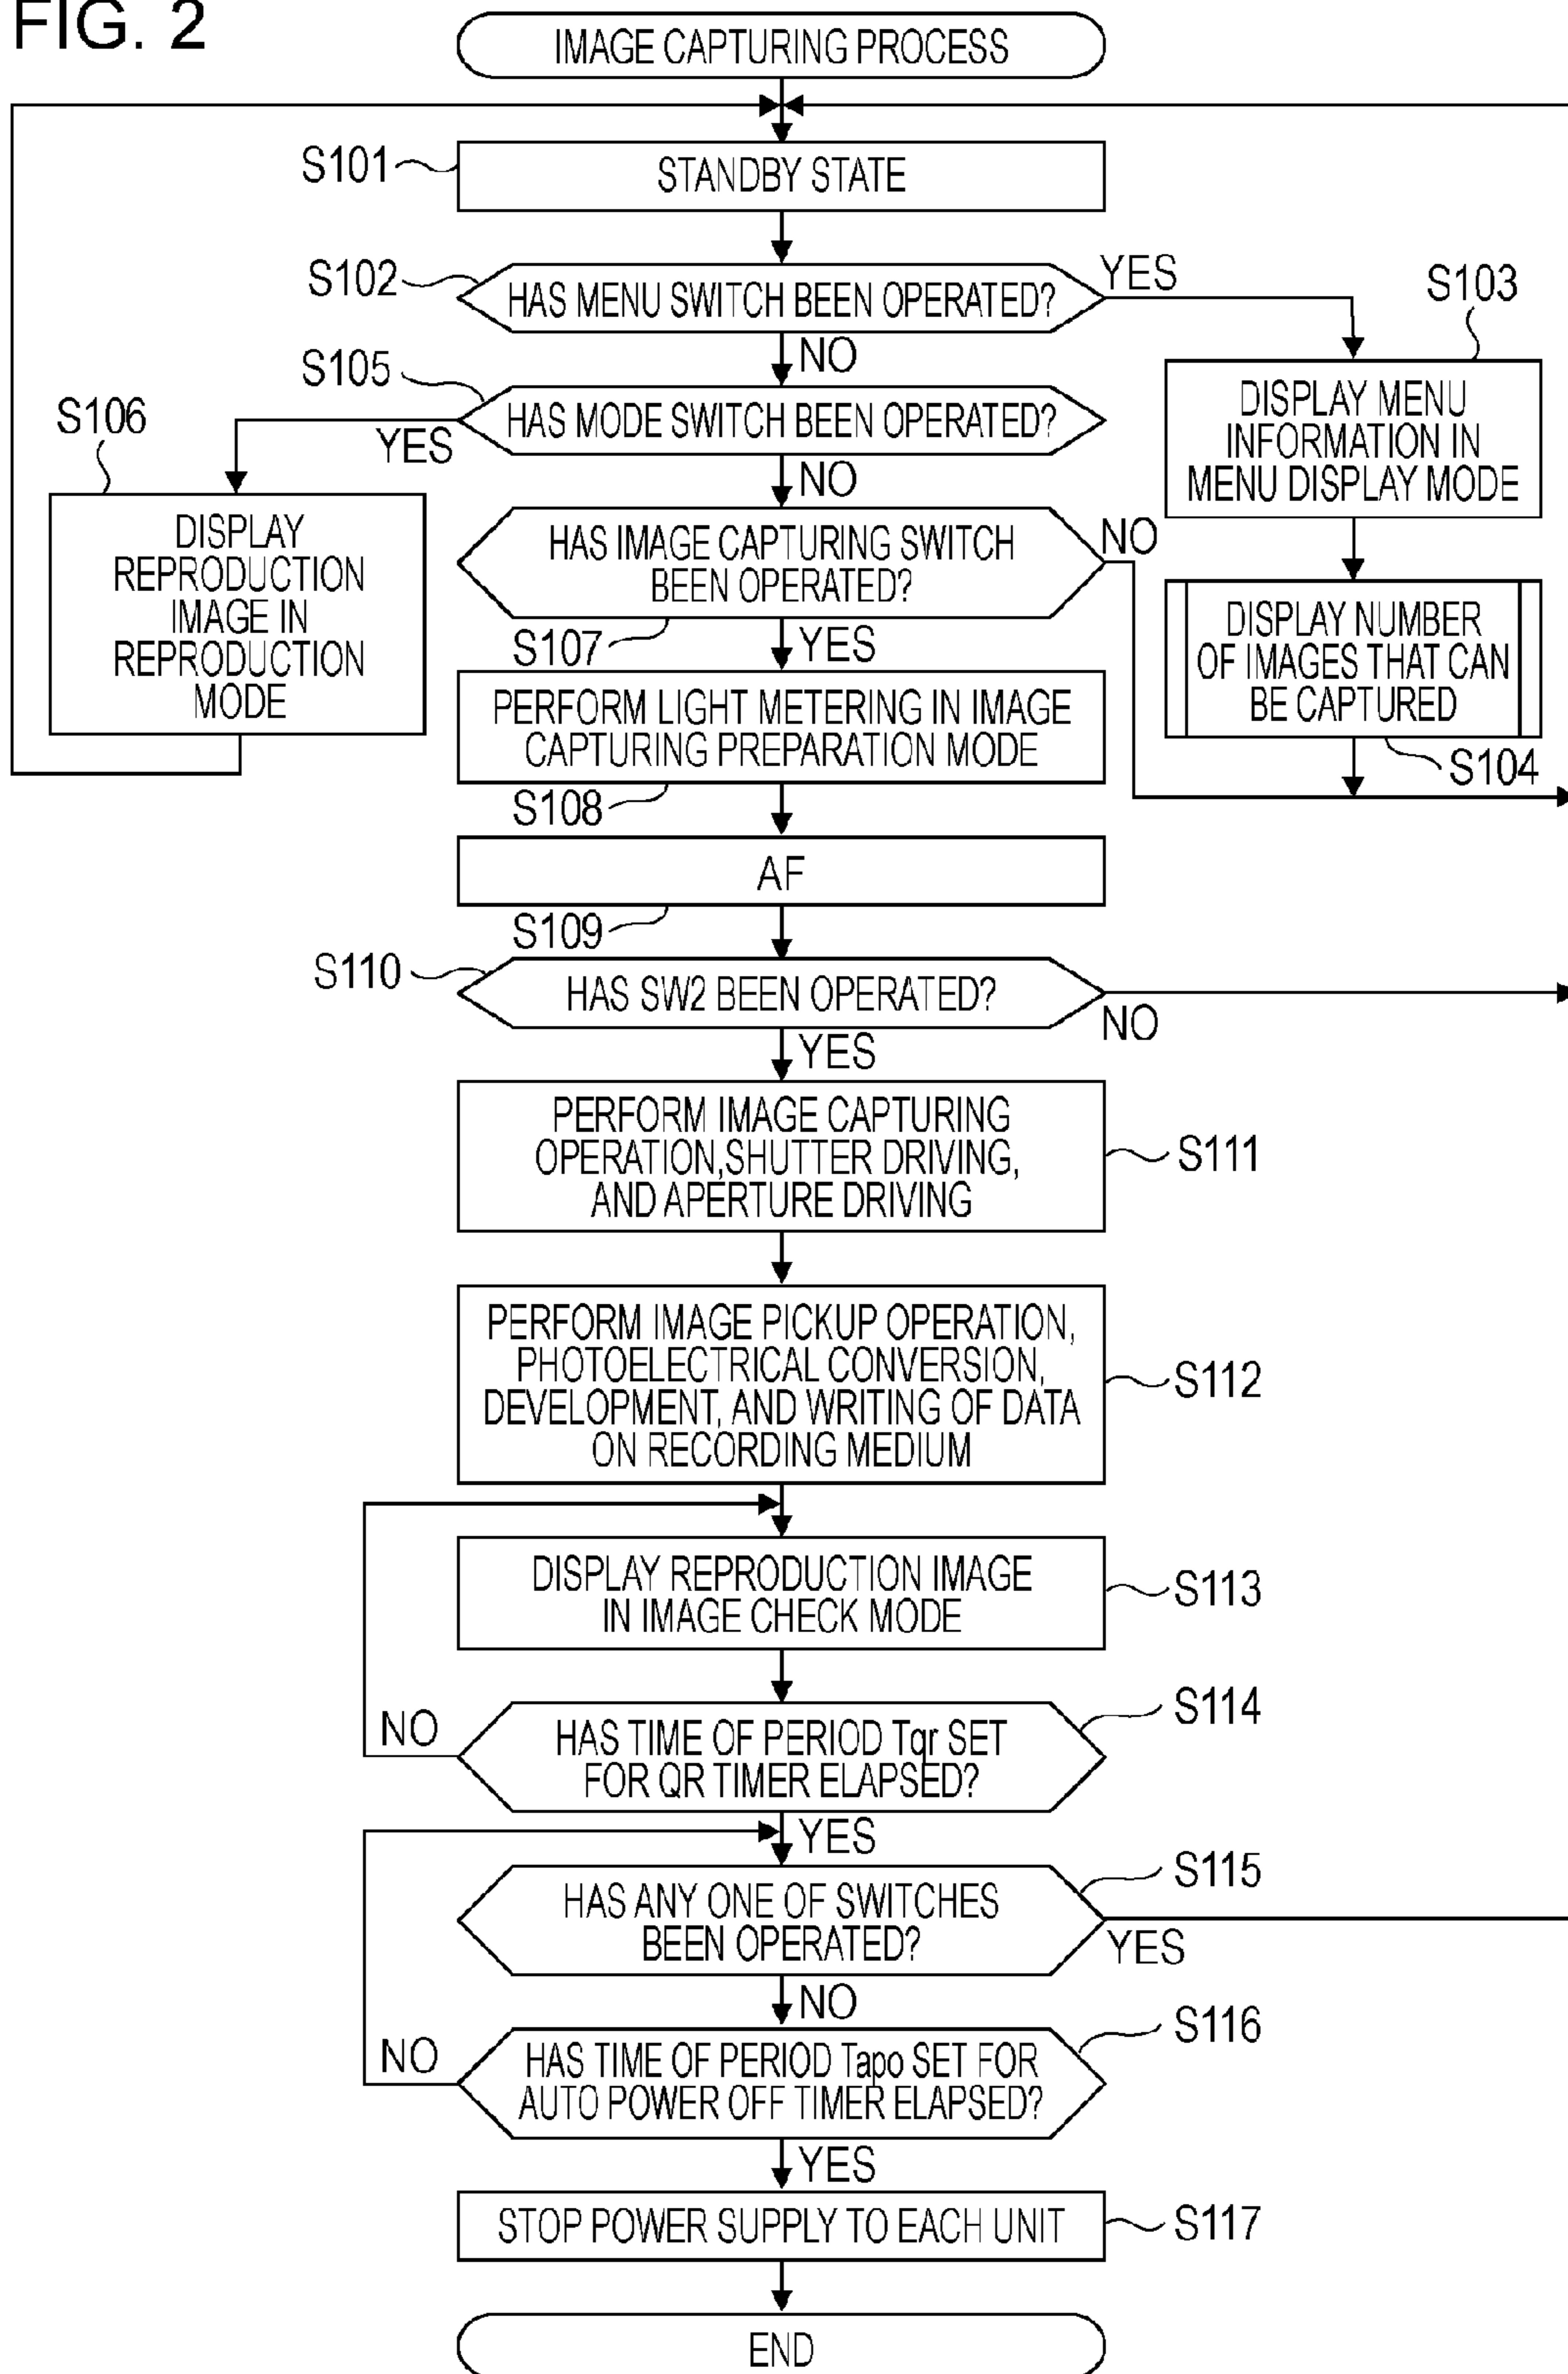 FIG. 2
IMAGE CAPTURING PROCESS
S101
STANDBY STATE
S102
HAS MENU SWITCH BEEN OPERATED?
YES
S103
NO
DISPLAY MENU
INFORMATION IN
MENU DISPLAY MODE
S105
HAS MODE SWITCH BEEN OPERATED?
YES
S106
NO
DISPLAY
REPRODUCTION
IMAGE IN
REPRODUCTION
MODE
HAS IMAGE CAPTURING SWITCH
BEEN OPERATED?
NO
S107
YES
DISPLAY NUMBER
OF IMAGES THAT CAN
BE CAPTURED
S104
PERFORM LIGHT METERING IN IMAGE
CAPTURING PREPARATION MODE
S108
AF
S109
S110
HAS SW2 BEEN OPERATED?
NO
YES
PERFORM IMAGE CAPTURING
OPERATION,SHUTTER DRIVING,
AND APERTURE DRIVING
S111
PERFORM IMAGE PICKUP OPERATION,
PHOTOELECTRICAL CONVERSION,
DEVELOPMENT, AND WRITING OF DATA
ON RECORDING MEDIUM
S112
DISPLAY REPRODUCTION IMAGE
IN IMAGE CHECK MODE
S113
S114
NO
HAS TIME OF PERIOD Tqr SET
FOR QR TIMER ELAPSED?
YES
S115
HAS ANY ONE OF SWITCHES
BEEN OPERATED?
YES
NO
S116
NO
HAS TIME OF PERIOD Tapo SET FOR
AUTO POWER OFF TIMER ELAPSED?
YES
STOP POWER SUPPLY TO EACH UNIT
S117
END